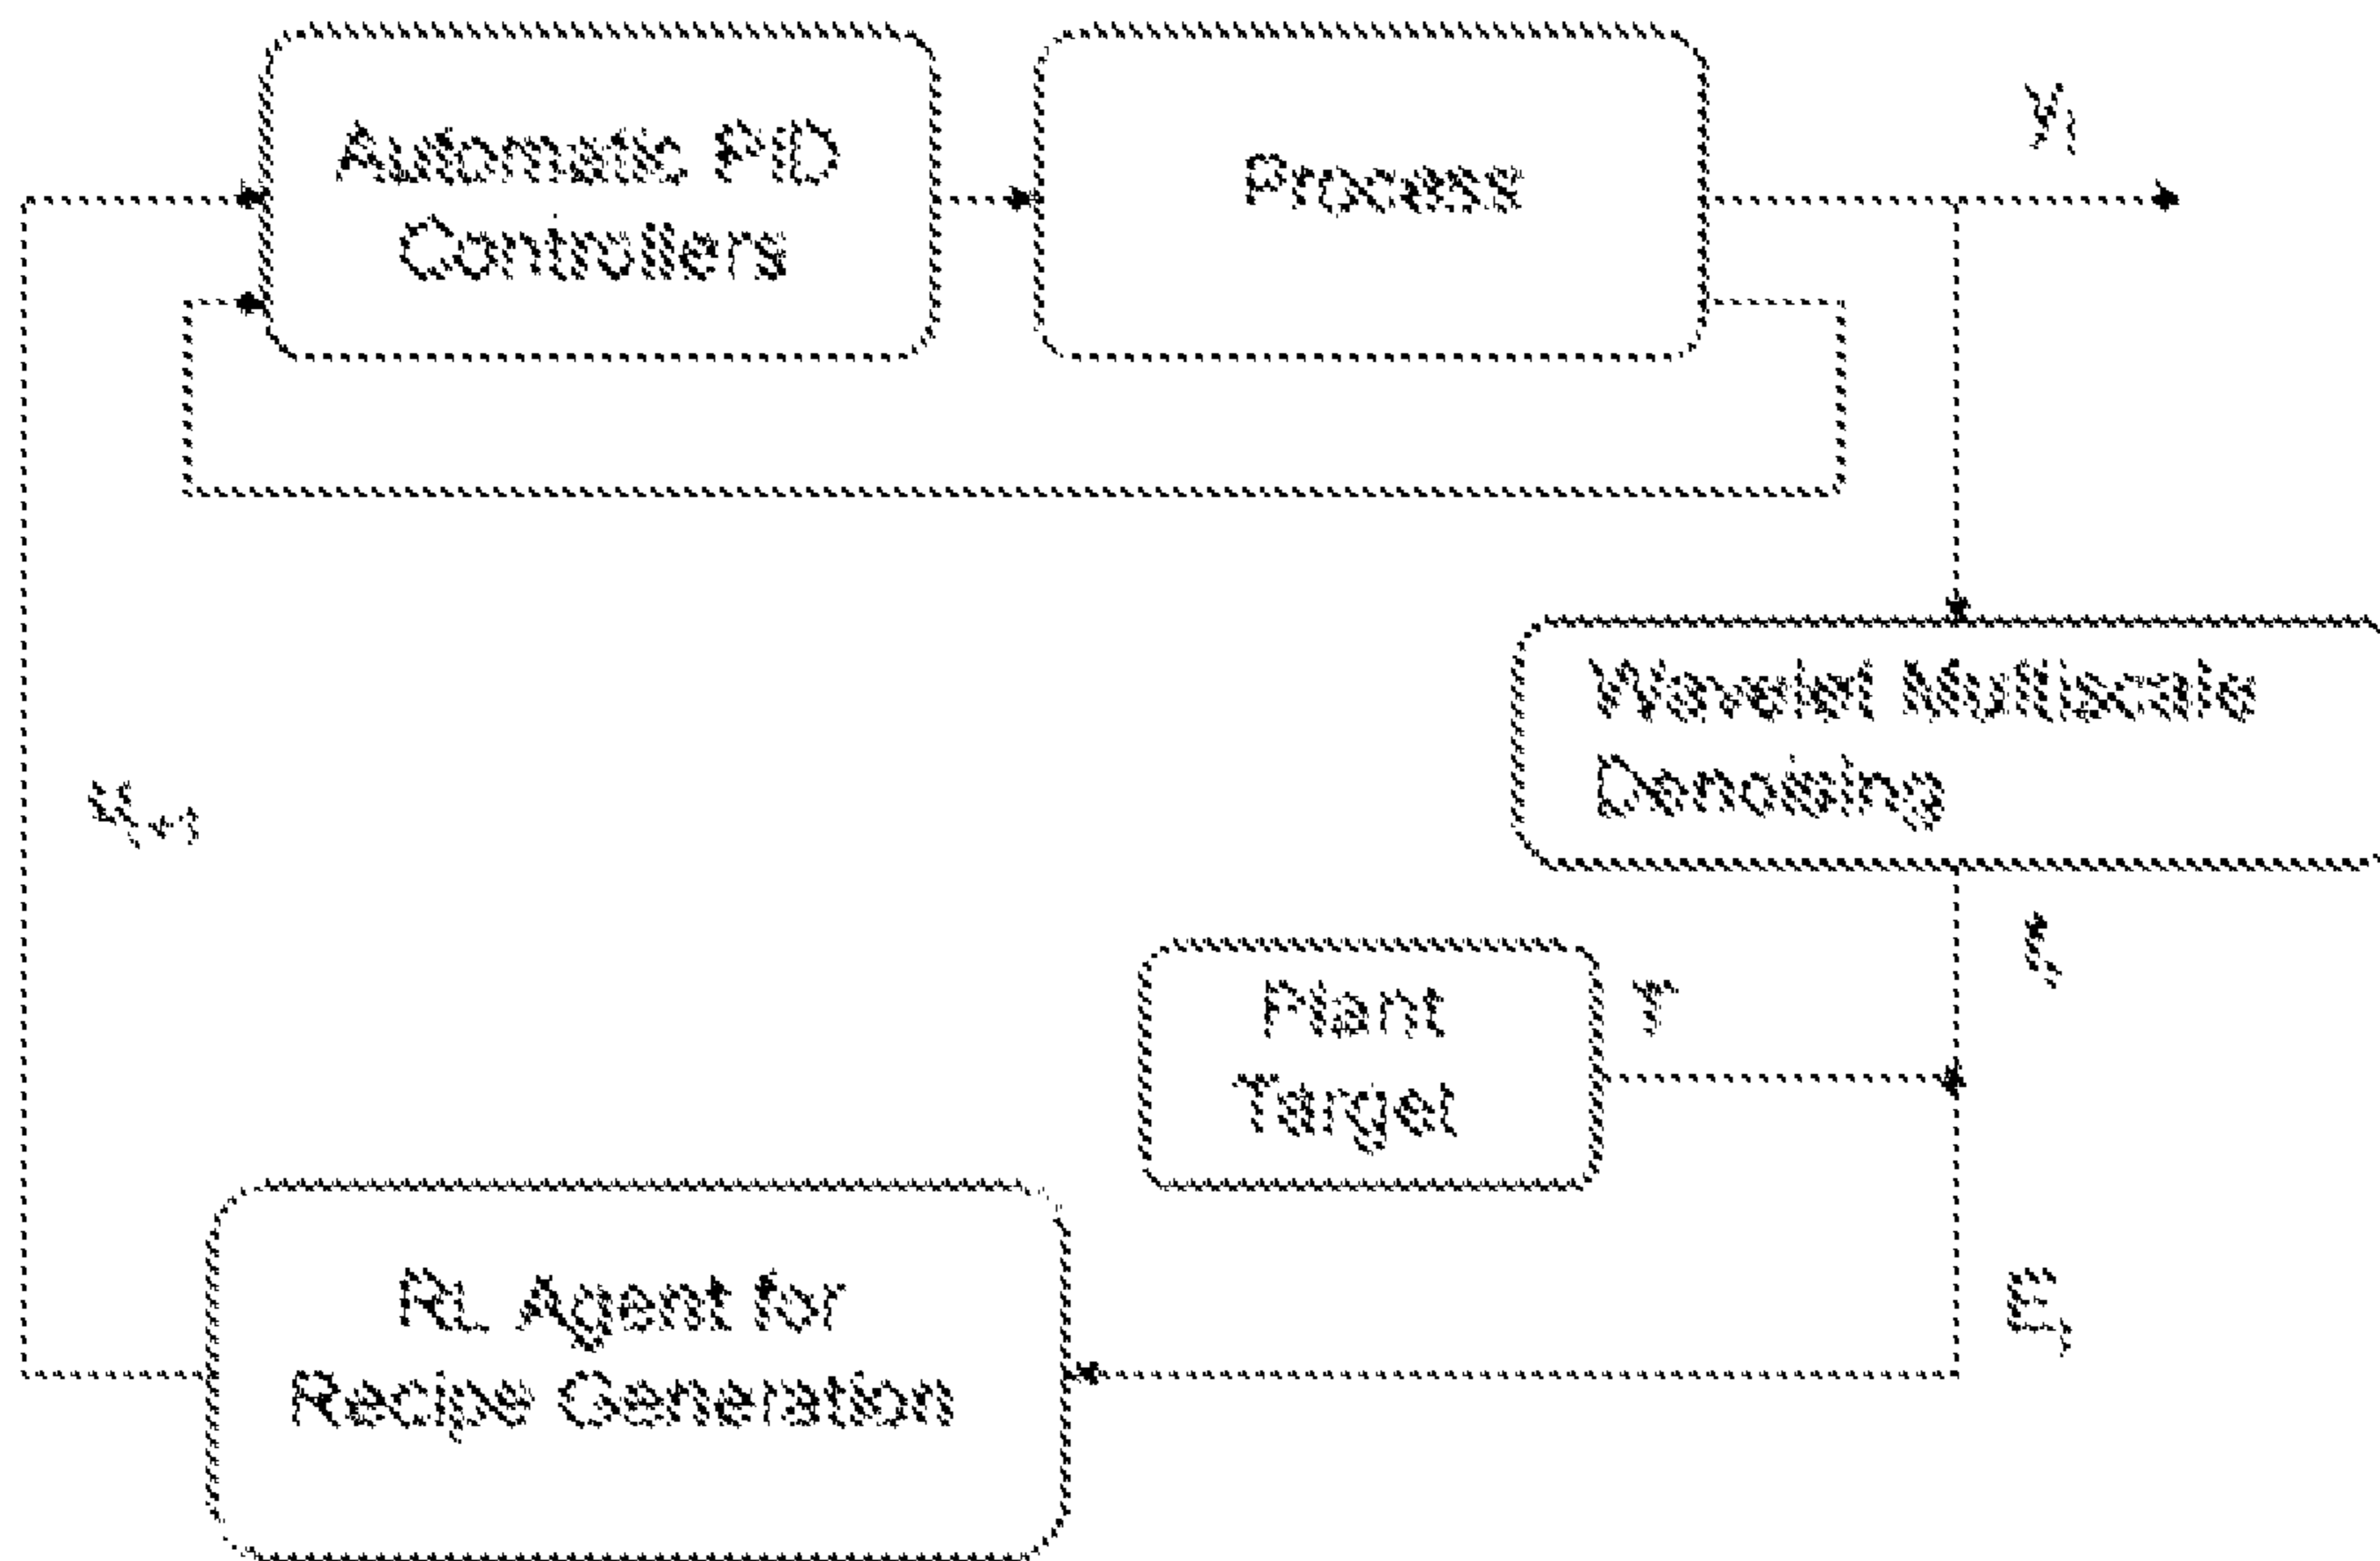 Automatic PID
Controllers
Process
Wavelet Multiscale
Denoising
Plant
Target
T
RL Agent for
Recipe Generation